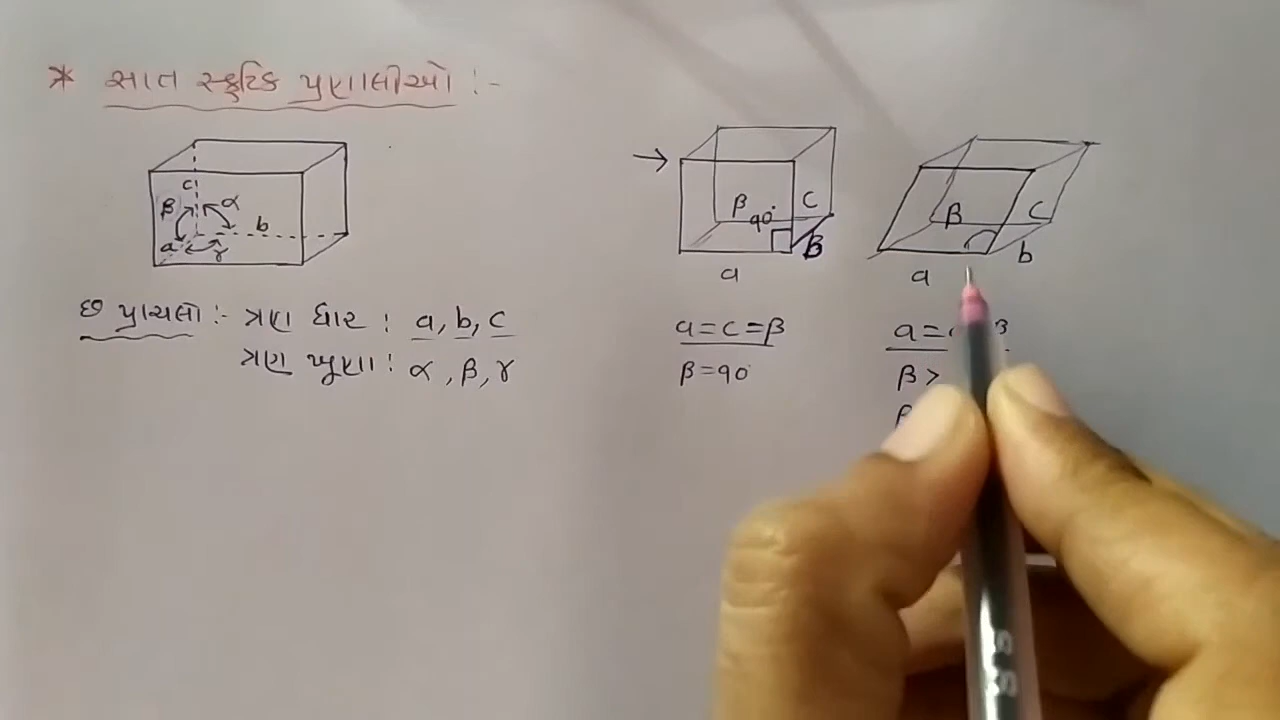 * સાત સ્ફટિક પ્રણાલીઓ :-
c
β α
b
a γ
β 90° C
B
a
β C
b
a
છ પ્રાચલો :- ત્રણ ધાર : a, b, c
ત્રણ ખૂણા : α, β, γ
a = c = β
β = 90°
a =
β >